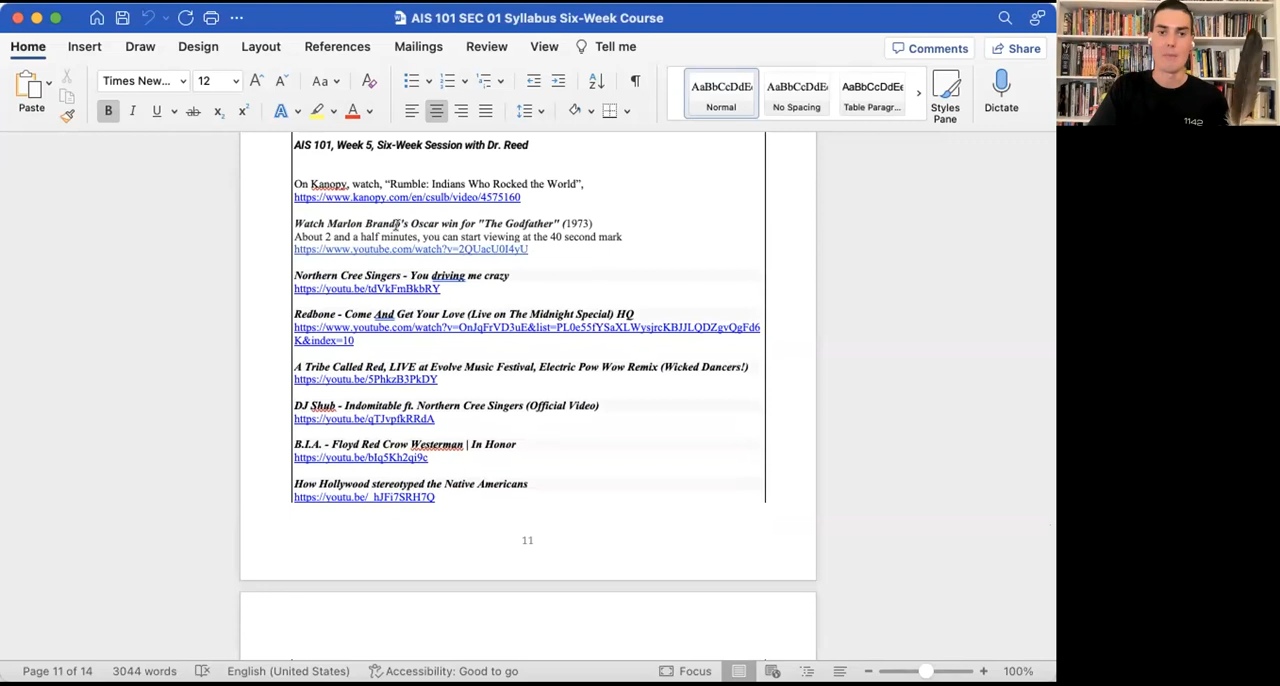 AIS 101 SEC 01 Syllabus Six-Week Course
Home Insert Draw Design Layout References Mailings Review View Tell me Comments Share
Paste Times New... 12 Aa AaBbCcDdEe Normal AaBbCcDdEe No Spacing AaBbCcDdEe Table Paragr... Styles Pane Dictate
AIS 101, Week 5, Six-Week Session with Dr. Reed
On Kanopy, watch, “Rumble: Indians Who Rocked the World”,
https://www.kanopy.com/en/csulb/video/4575160
Watch Marlon Brando's Oscar win for "The Godfather" (1973)
About 2 and a half minutes, you can start viewing at the 40 second mark
https://www.youtube.com/watch?v=2QUacU0I4yU
Northern Cree Singers - You driving me crazy
https://youtu.be/tdVkFmBkbRY
Redbone - Come And Get Your Love (Live on The Midnight Special) HQ
https://www.youtube.com/watch?v=OnJqFrVD3uE&list=PL0e55fYSaXLWysjrcKBJJLQDZgvQgFd6
K&index=10
A Tribe Called Red, LIVE at Evolve Music Festival, Electric Pow Wow Remix (Wicked Dancers!)
https://youtu.be/5PhkzB3PkDY
DJ Shub - Indomitable ft. Northern Cree Singers (Official Video)
https://youtu.be/qTJvpfkRRdA
B.I.A. - Floyd Red Crow Westerman | In Honor
https://youtu.be/bIq5Kh2qi9c
How Hollywood stereotyped the Native Americans
https://youtu.be/_hJFi7SRH7Q
11
Page 11 of 14 3044 words English (United States) Accessibility: Good to go Focus 100%
1142